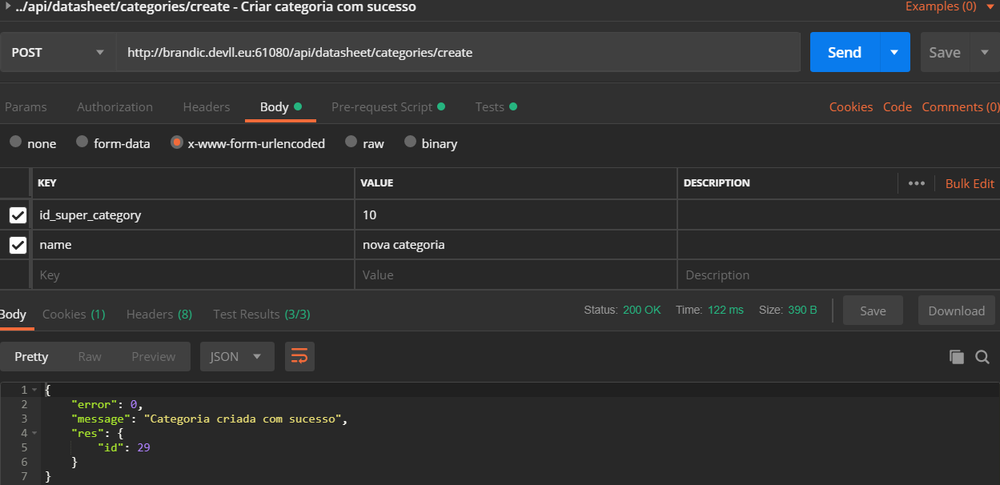 ../api/datasheet/categories/create - Criar categoria com sucesso Examples (0)
POST http://brandic.devll.eu:61080/api/datasheet/categories/create Send Save
Params Authorization Headers Body Pre-request Script Tests Cookies Code Comments (0)
none form-data x-www-form-urlencoded raw binary
KEY VALUE DESCRIPTION ••• Bulk Edit
id_super_category 10
name nova categoria
Key Value Description
Body Cookies (1) Headers (8) Test Results (3/3) Status: 200 OK Time: 122 ms Size: 390 B Save Download
Pretty Raw Preview JSON
1 {
2 "error": 0,
3 "message": "Categoria criada com sucesso",
4 "res": {
5 "id": 29
6 }
7 }